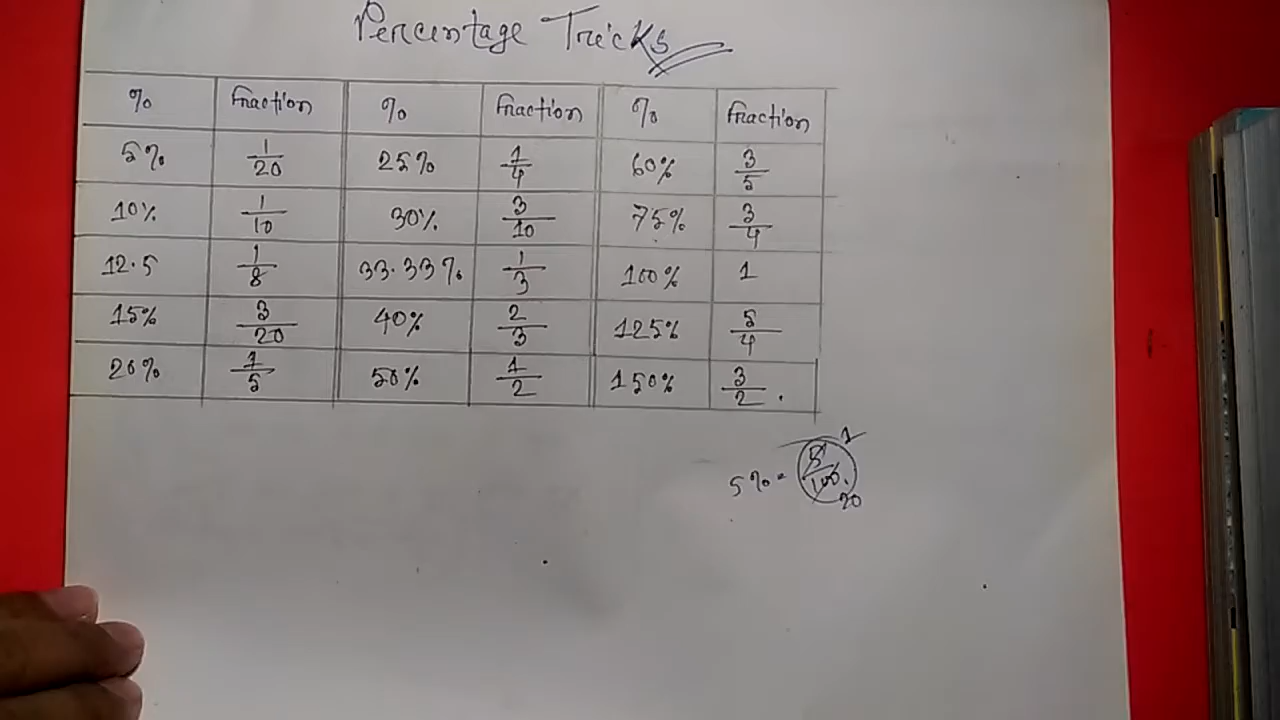 Percentage Tricks
% Fraction % Fraction % Fraction
5% 1/20 25% 1/4 60% 3/5
10% 1/10 30% 3/10 75% 3/4
12.5 1/8 33.33% 1/3 100% 1
15% 3/20 40% 2/3 125% 5/4
20% 1/5 50% 1/2 150% 3/2.
5% = 5/100 1 20